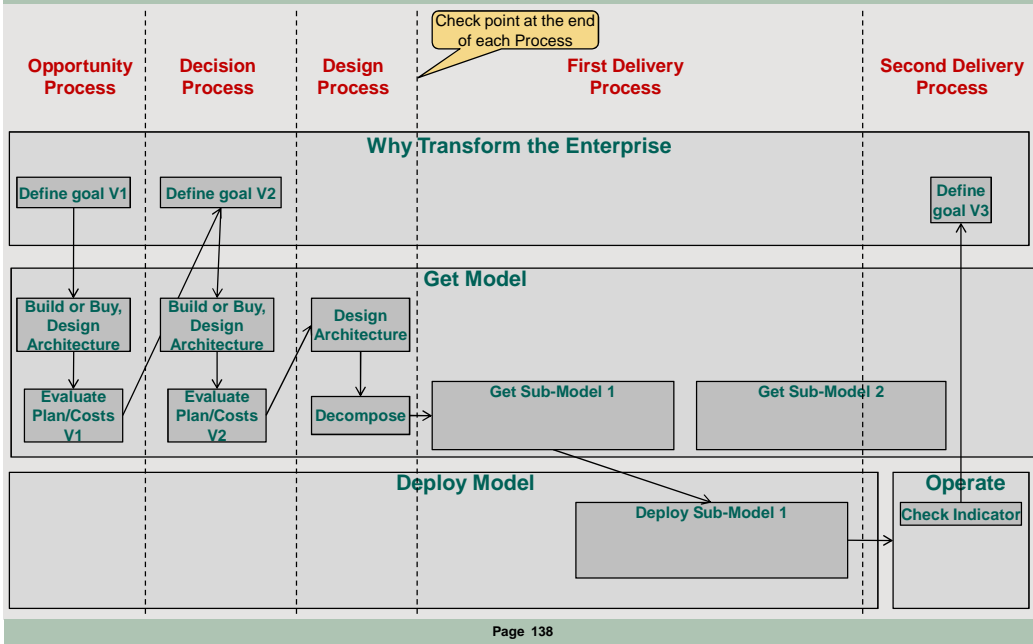 Check point at the end
of each Process
Opportunity
Process
Decision
Process
Design
Process
First Delivery
Process
Second Delivery
Process
Why Transform the Enterprise
Define goal V1
Define goal V2
Define
goal V3
Get Model
Build or Buy,
Design
Architecture
Build or Buy,
Design
Architecture
Design
Architecture
Evaluate
Plan/Costs
V1
Evaluate
Plan/Costs
V2
Decompose
Get Sub-Model 1
Get Sub-Model 2
Deploy Model
Deploy Sub-Model 1
Operate
Check Indicator
Page 138